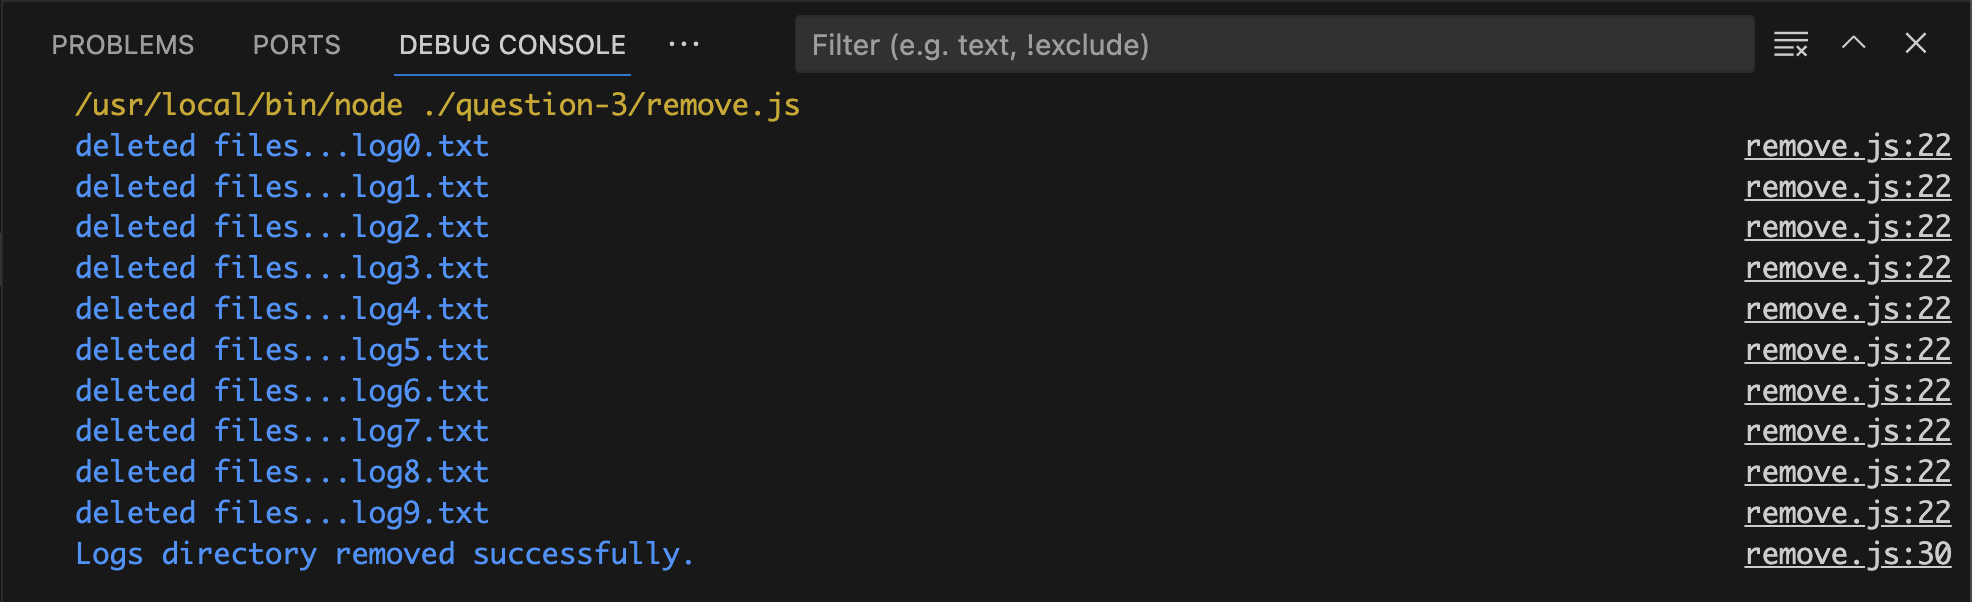 PROBLEMS PORTS DEBUG CONSOLE ... Filter (e.g. text, !exclude)
/usr/local/bin/node ./question-3/remove.js
deleted files...log0.txt remove.js:22
deleted files...log1.txt remove.js:22
deleted files...log2.txt remove.js:22
deleted files...log3.txt remove.js:22
deleted files...log4.txt remove.js:22
deleted files...log5.txt remove.js:22
deleted files...log6.txt remove.js:22
deleted files...log7.txt remove.js:22
deleted files...log8.txt remove.js:22
deleted files...log9.txt remove.js:22
Logs directory removed successfully. remove.js:30